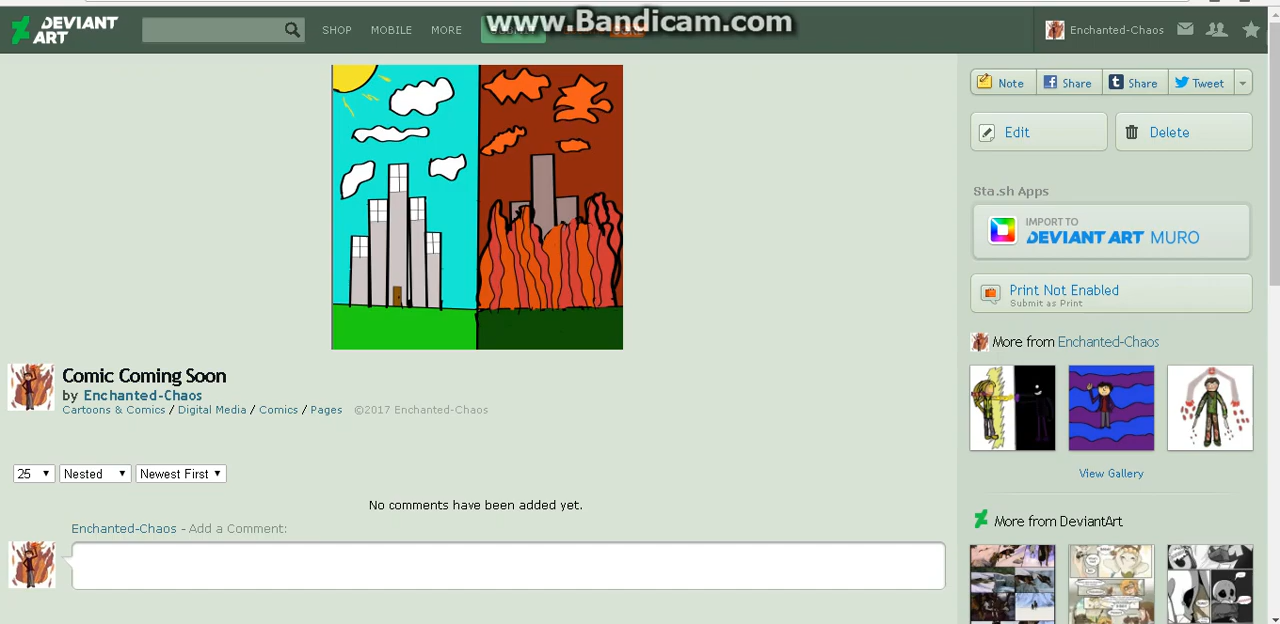 www.Bandicam.com
DEVIANT ART
SHOP MOBILE MORE
Enchanted-Chaos
Note Share Share Tweet
Edit Delete
Sta.sh Apps
IMPORT TO
DEVIANT ART MURO
Print Not Enabled
Submit as Print
More from Enchanted-Chaos
View Gallery
More from DeviantArt
Comic Coming Soon
by Enchanted-Chaos
Cartoons & Comics / Digital Media / Comics / Pages ©2017 Enchanted-Chaos
25 Nested Newest First
No comments have been added yet.
Enchanted-Chaos - Add a Comment: